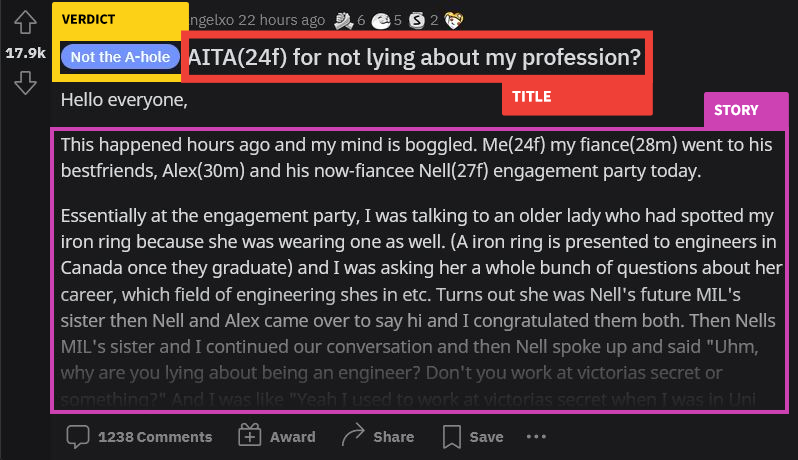 VERDICT
ngelxo 22 hours ago 6 5 S 2
17.9k
Not the A-hole
AITA(24f) for not lying about my profession?
Hello everyone,
TITLE
STORY
This happened hours ago and my mind is boggled. Me(24f) my fiance(28m) went to his
bestfriends, Alex(30m) and his now-fiancee Nell(27f) engagement party today.
Essentially at the engagement party, I was talking to an older lady who had spotted my
iron ring because she was wearing one as well. (A iron ring is presented to engineers in
Canada once they graduate) and I was asking her a whole bunch of questions about her
career, which field of engineering shes in etc. Turns out she was Nell's future MIL's
sister then Nell and Alex came over to say hi and I congratulated them both. Then Nells
MIL's sister and I continued our conversation and then Nell spoke up and said "Uhm,
why are you lying about being an engineer? Don't you work at victorias secret or
something?" And I was like "Yeah I used to work at victorias secret when I was in Uni
1238 Comments
Award
Share
Save